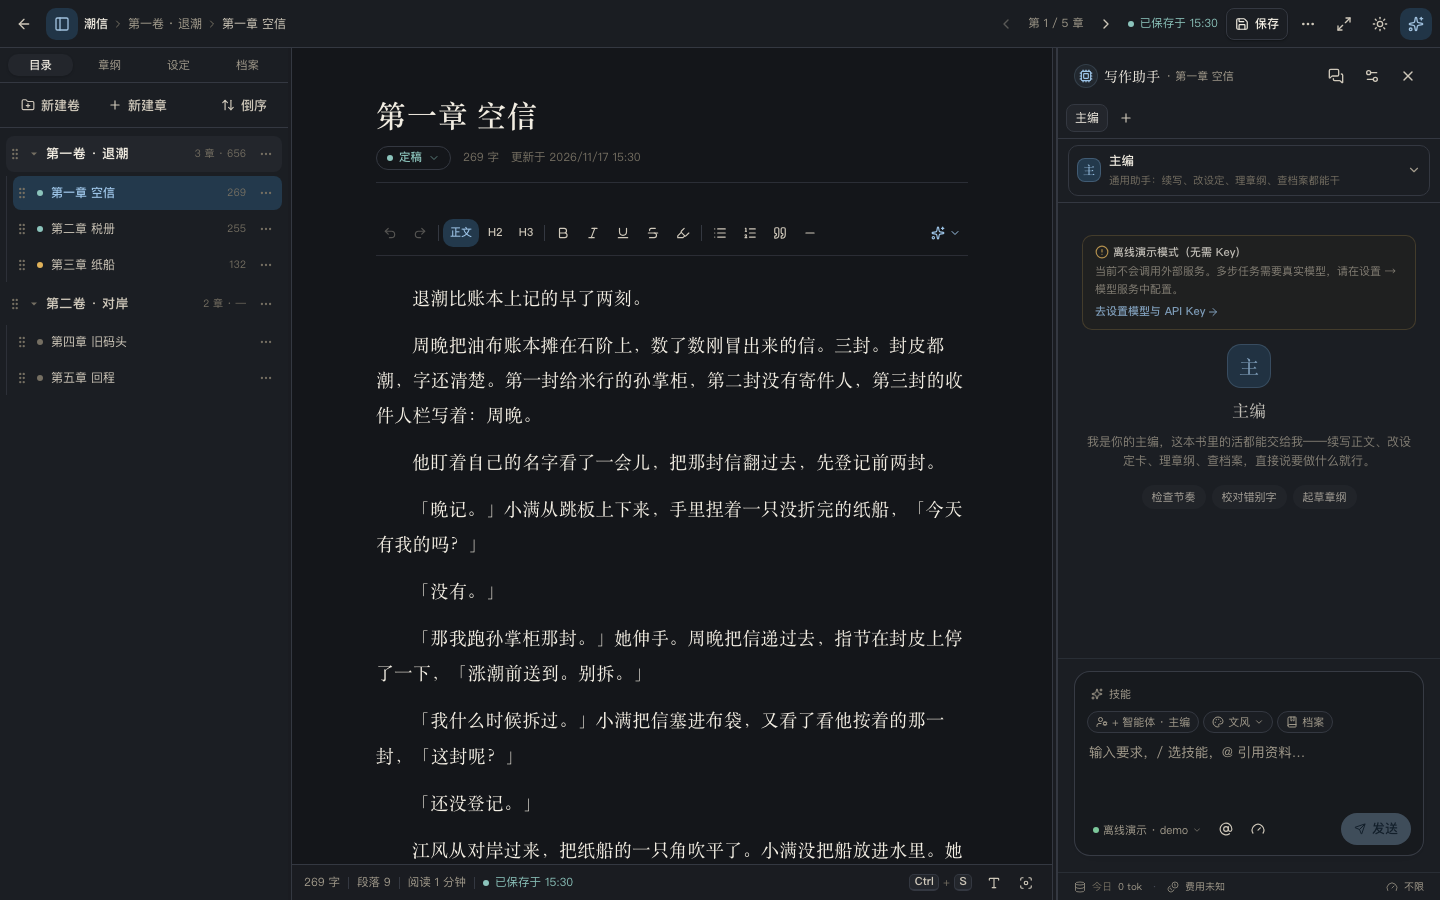 潮信 › 第一卷 · 退潮 › 第一章 空信
第 1 / 5 章
已保存于 15:30
保存
目录 章纲 设定 档案
新建卷 新建章 倒序
第一卷 · 退潮 3 章 · 656
第一章 空信 269
第二章 税册 255
第三章 纸船 132
第二卷 · 对岸 2 章 · —
第四章 旧码头
第五章 回程
第一章 空信
定稿 269 字 更新于 2026/11/17 15:30
正文 H2 H3 B I U S
退潮比账本上记的早了两刻。
周晚把油布账本摊在石阶上，数了数刚冒出来的信。三封。封皮都
潮，字还清楚。第一封给米行的孙掌柜，第二封没有寄件人，第三封的收
件人栏写着：周晚。
他盯着自己的名字看了一会儿，把那封信翻过去，先登记前两封。
「晚记。」小满从跳板上下来，手里捏着一只没折完的纸船，「今天
有我的吗？」
「没有。」
「那我跑孙掌柜那封。」她伸手。周晚把信递过去，指节在封皮上停
了一下，「涨潮前送到。别拆。」
「我什么时候拆过。」小满把信塞进布袋，又看了看他按着的那一
封，「这封呢？」
「还没登记。」
江风从对岸过来，把纸船的一只角吹平了。小满没把船放进水里。她
269 字 段落 9 阅读 1 分钟 已保存于 15:30
Ctrl + S
写作助手 · 第一章 空信
主编
主 主编
通用助手：续写、改设定、理章纲、查档案都能干
离线演示模式（无需 Key）
当前不会调用外部服务。多步任务需要真实模型，请在设置 →
模型服务中配置。
去设置模型与 API Key →
主
主编
我是你的主编，这本书里的活都能交给我——续写正文、改设
定卡、理章纲、查档案，直接说要做什么就行。
检查节奏 校对错别字 起草章纲
技能
+ 智能体 · 主编 文风 档案
输入要求，/ 选技能，@ 引用资料…
离线演示 · demo
发送
今日 0 tok · 费用未知 不限